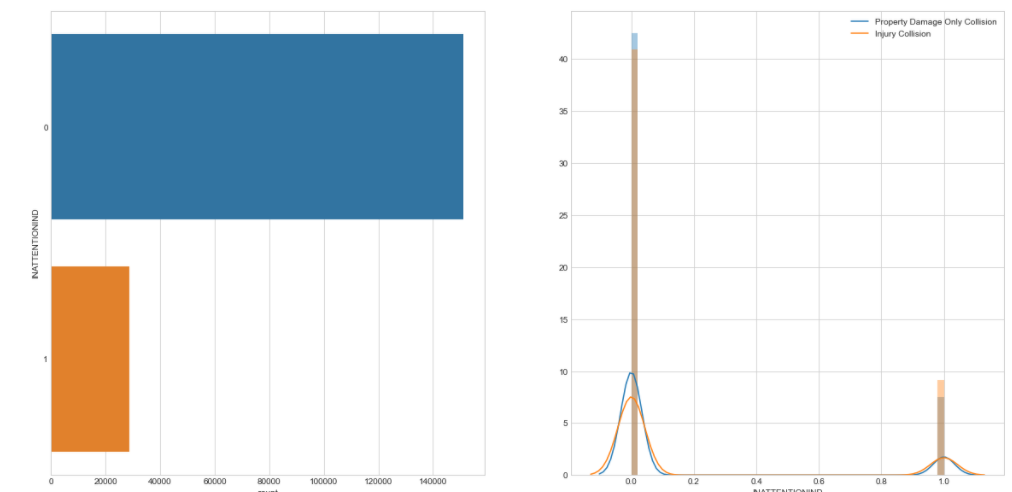 0
INATTENTIONIND
1
0 20000 40000 60000 80000 100000 120000 140000
count
Property Damage Only Collision
Injury Collision
40
35
30
25
20
15
10
5
0
0.0 0.2 0.4 0.6 0.8 1.0
INATTENTIONIND